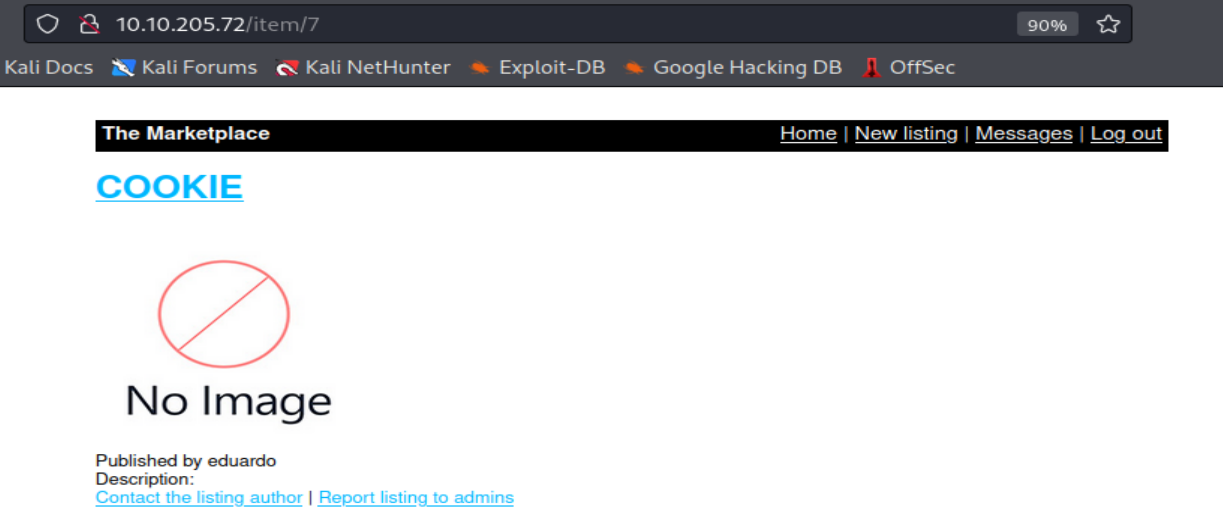 10.10.205.72/item/7 90%
Kali Docs Kali Forums Kali NetHunter Exploit-DB Google Hacking DB OffSec
The Marketplace Home | New listing | Messages | Log out
COOKIE
No Image
Published by eduardo
Description:
Contact the listing author | Report listing to admins